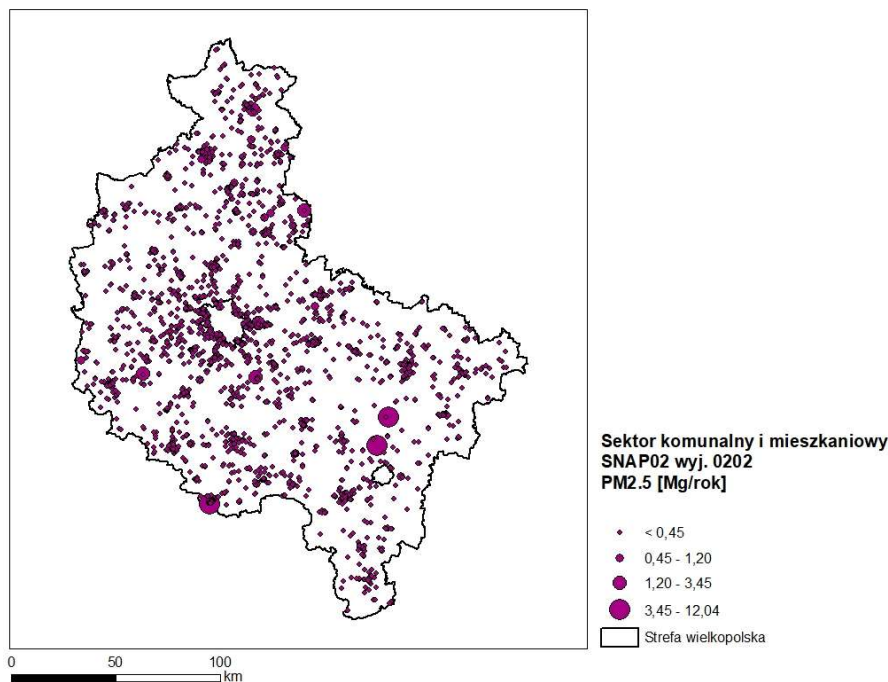 Sektor komunalny i mieszkaniowy
SNAP02 wyj. 0202
PM2.5 [Mg/rok]
< 0,45
0,45 - 1,20
1,20 - 3,45
3,45 - 12,04
Strefa wielkopolska
0 50 100
km